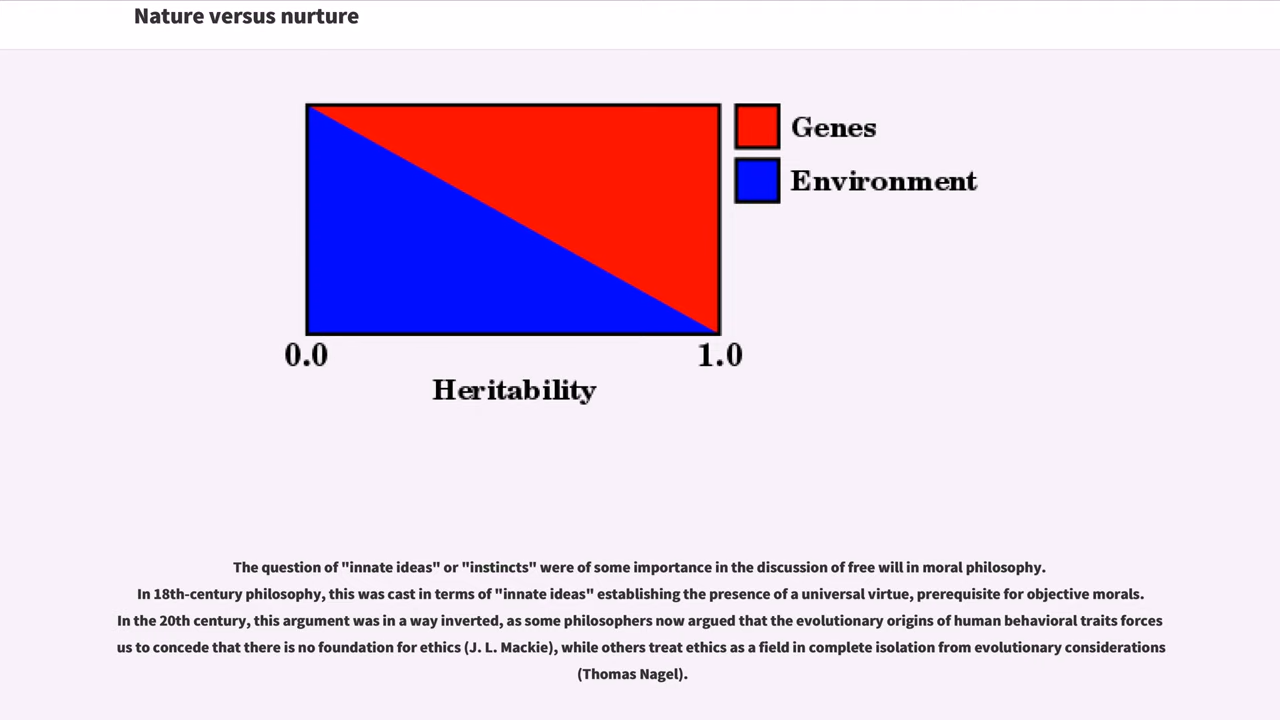 Nature versus nurture
Genes
Environment
0.0
1.0
Heritability
The question of "innate ideas" or "instincts" were of some importance in the discussion of free will in moral philosophy.
In 18th-century philosophy, this was cast in terms of "innate ideas" establishing the presence of a universal virtue, prerequisite for objective morals.
In the 20th century, this argument was in a way inverted, as some philosophers now argued that the evolutionary origins of human behavioral traits forces
us to concede that there is no foundation for ethics (J. L. Mackie), while others treat ethics as a field in complete isolation from evolutionary considerations
(Thomas Nagel).